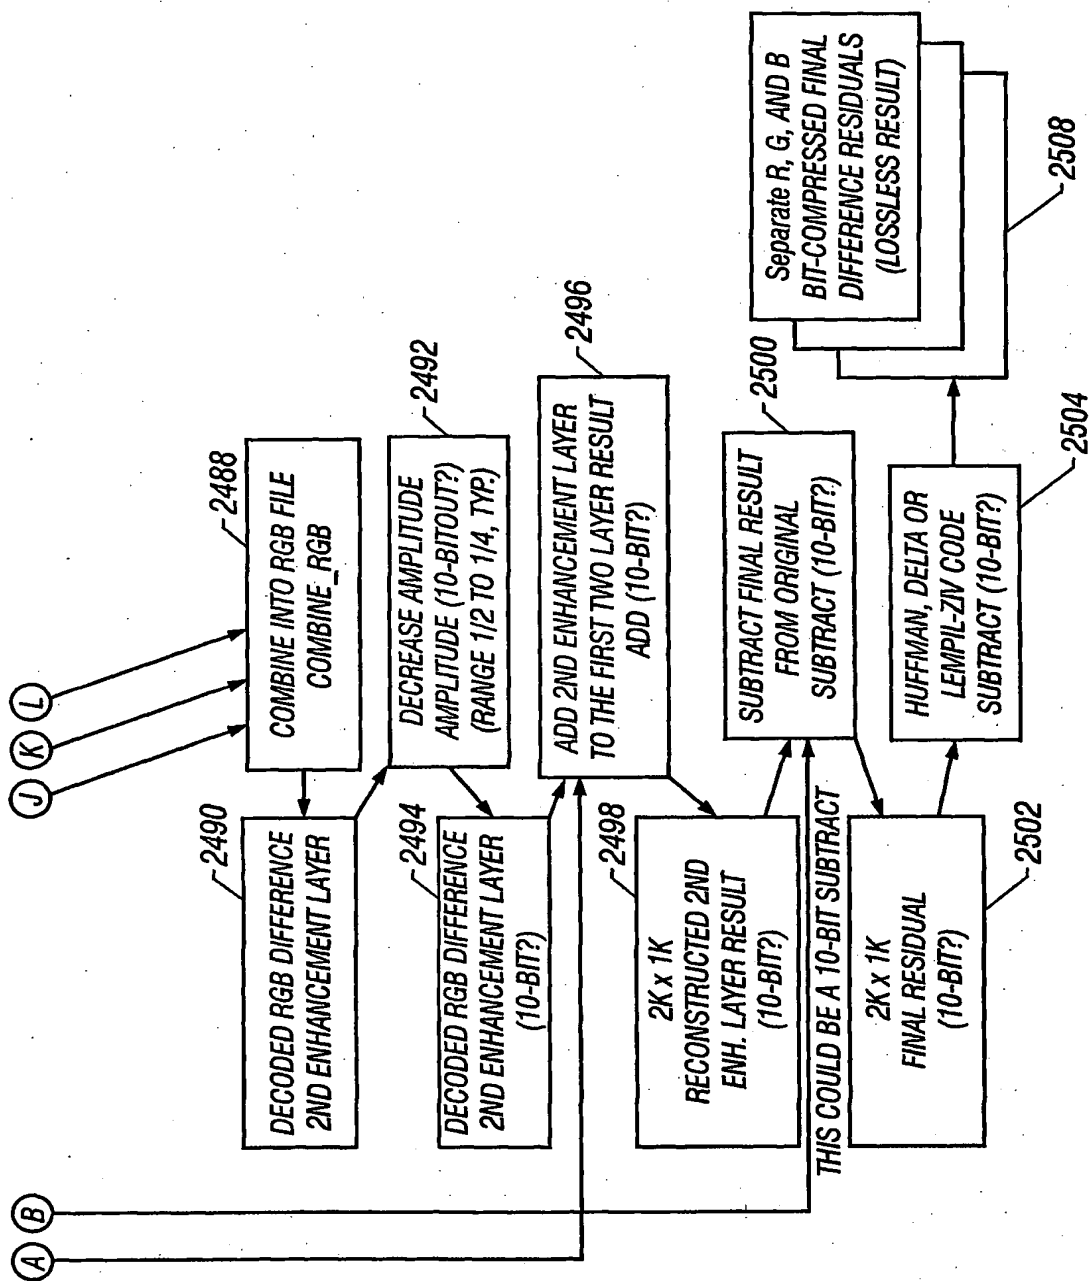 A
B
J
K
L
2488
COMBINE INTO RGB FILE
COMBINE_RGB
2490
DECODED RGB DIFFERENCE
2ND ENHANCEMENT LAYER
2492
DECREASE AMPLITUDE
AMPLITUDE (10-BITOUT?)
(RANGE 1/2 TO 1/4, TYP.)
2494
DECODED RGB DIFFERENCE
2ND ENHANCEMENT LAYER
(10-BIT?)
2496
ADD 2ND ENHANCEMENT LAYER
TO THE FIRST TWO LAYER RESULT
ADD (10-BIT?)
2498
2K x 1K
RECONSTRUCTED 2ND
ENH. LAYER RESULT
(10-BIT?)
2500
SUBTRACT FINAL RESULT
FROM ORIGINAL
SUBTRACT (10-BIT?)
THIS COULD BE A 10-BIT SUBTRACT
2K x 1K
FINAL RESIDUAL
(10-BIT?)
2502
HUFFMAN, DELTA OR
LEMPIL-ZIV CODE
SUBTRACT (10-BIT?)
2504
Separate R, G, AND B
BIT-COMPRESSED FINAL
DIFFERENCE RESIDUALS
(LOSSLESS RESULT)
2508